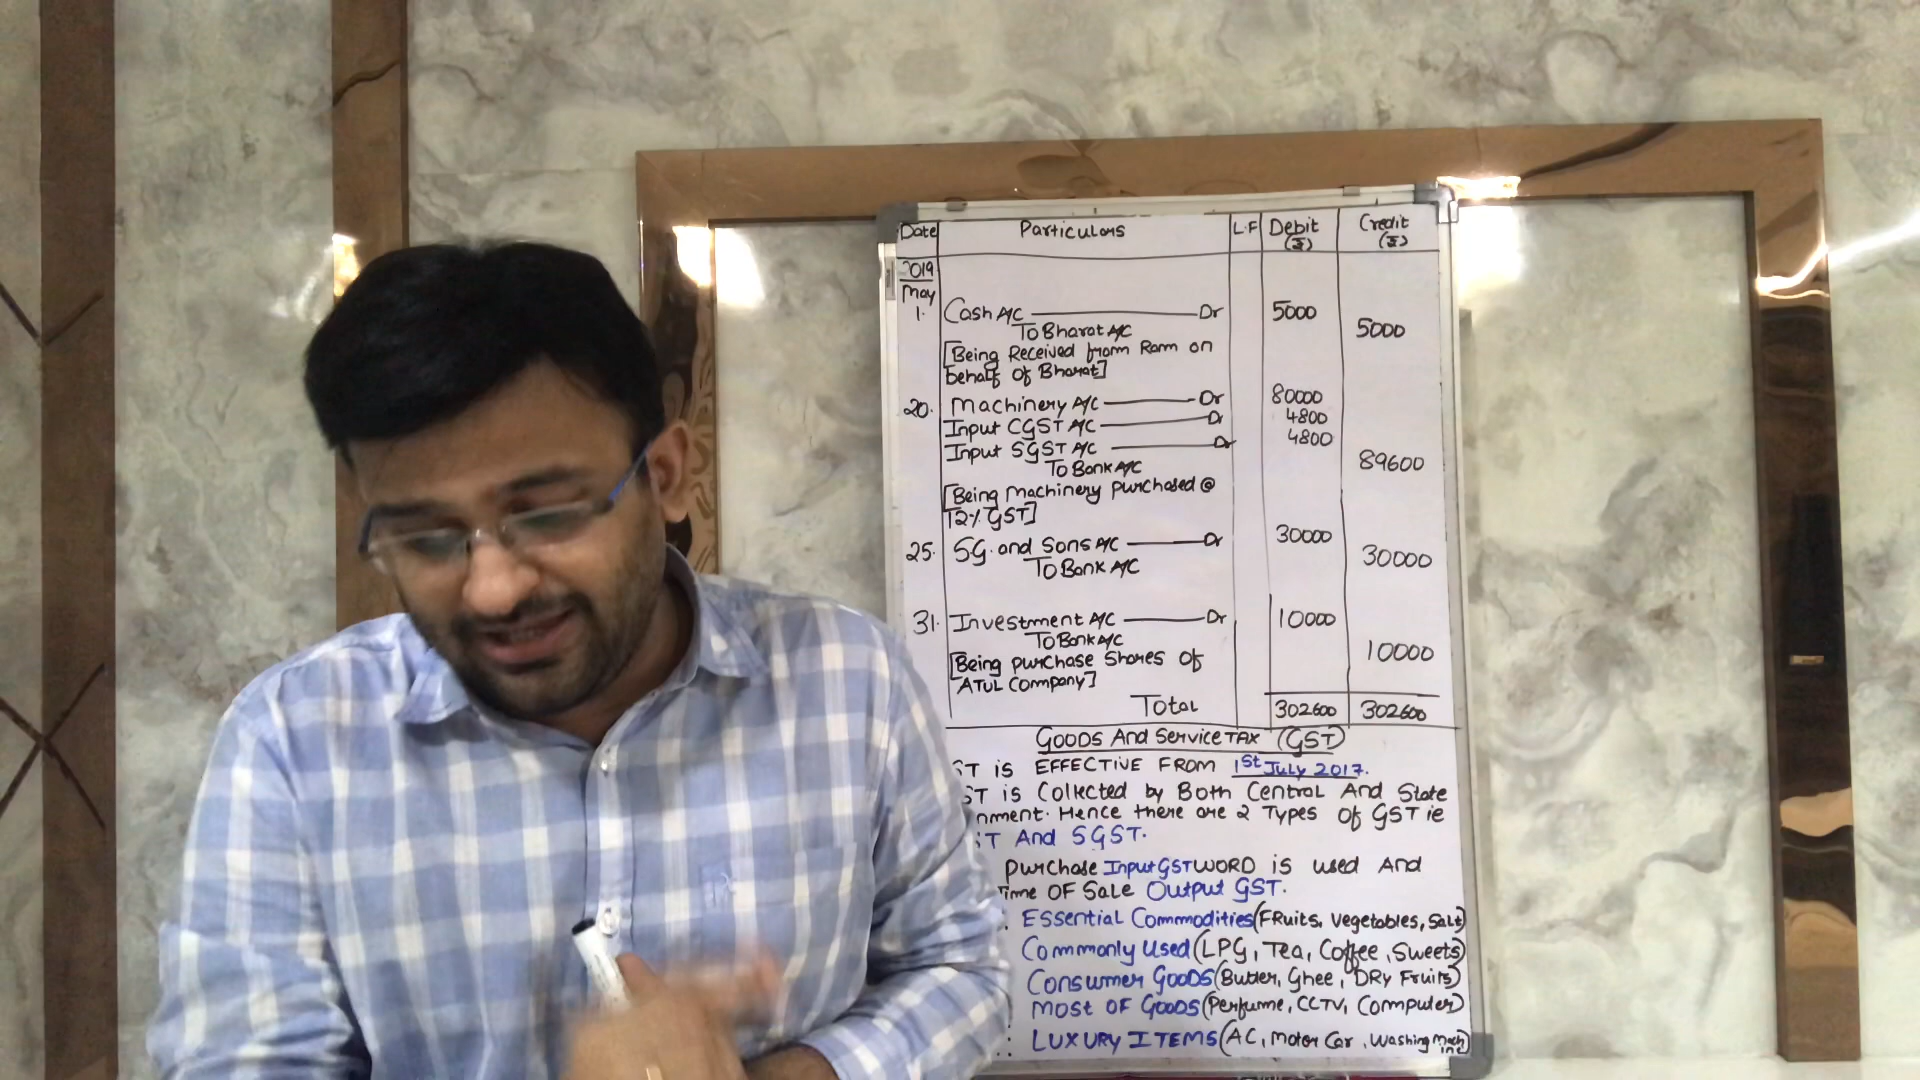 Date Particulars L.F Debit (₹) Credit (₹)
2019
May
1. Cash A/C Dr 5000
To Bharat A/C 5000
[Being Received from Ram on
behalf of Bharat]
20. Machinery A/C Dr 80000
Input CGST A/C Dr 4800
Input SGST A/C Dr 4800
To Bank A/C 89600
[Being Machinery purchased @
12% GST]
25. S.G. and Sons A/C Dr 30000
To Bank A/C 30000
31. Investment A/C Dr 10000
To Bank A/C 10000
[Being purchase Shares of
ATUL Company]
Total 302600 302600
GOODS And Service TAX (GST)
ST is EFFECTIVE FROM 1st July 2017.
ST is Collected by Both Central And State
nment. Hence there are 2 Types of GST ie
ST And SGST.
purchase Input GST WORD is used And
Time OF Sale Output GST.
: Essential Commodities (FRuits, Vegetables, Salt)
Commonly Used (LPG, Tea, Coffee, Sweets)
Consumer Goods (Butter, Ghee, DRy Fruits)
Most OF Goods (Perfume, CCTV, Computer)
: LUXURY ITEMS (AC, Motor Car, Washing Mach